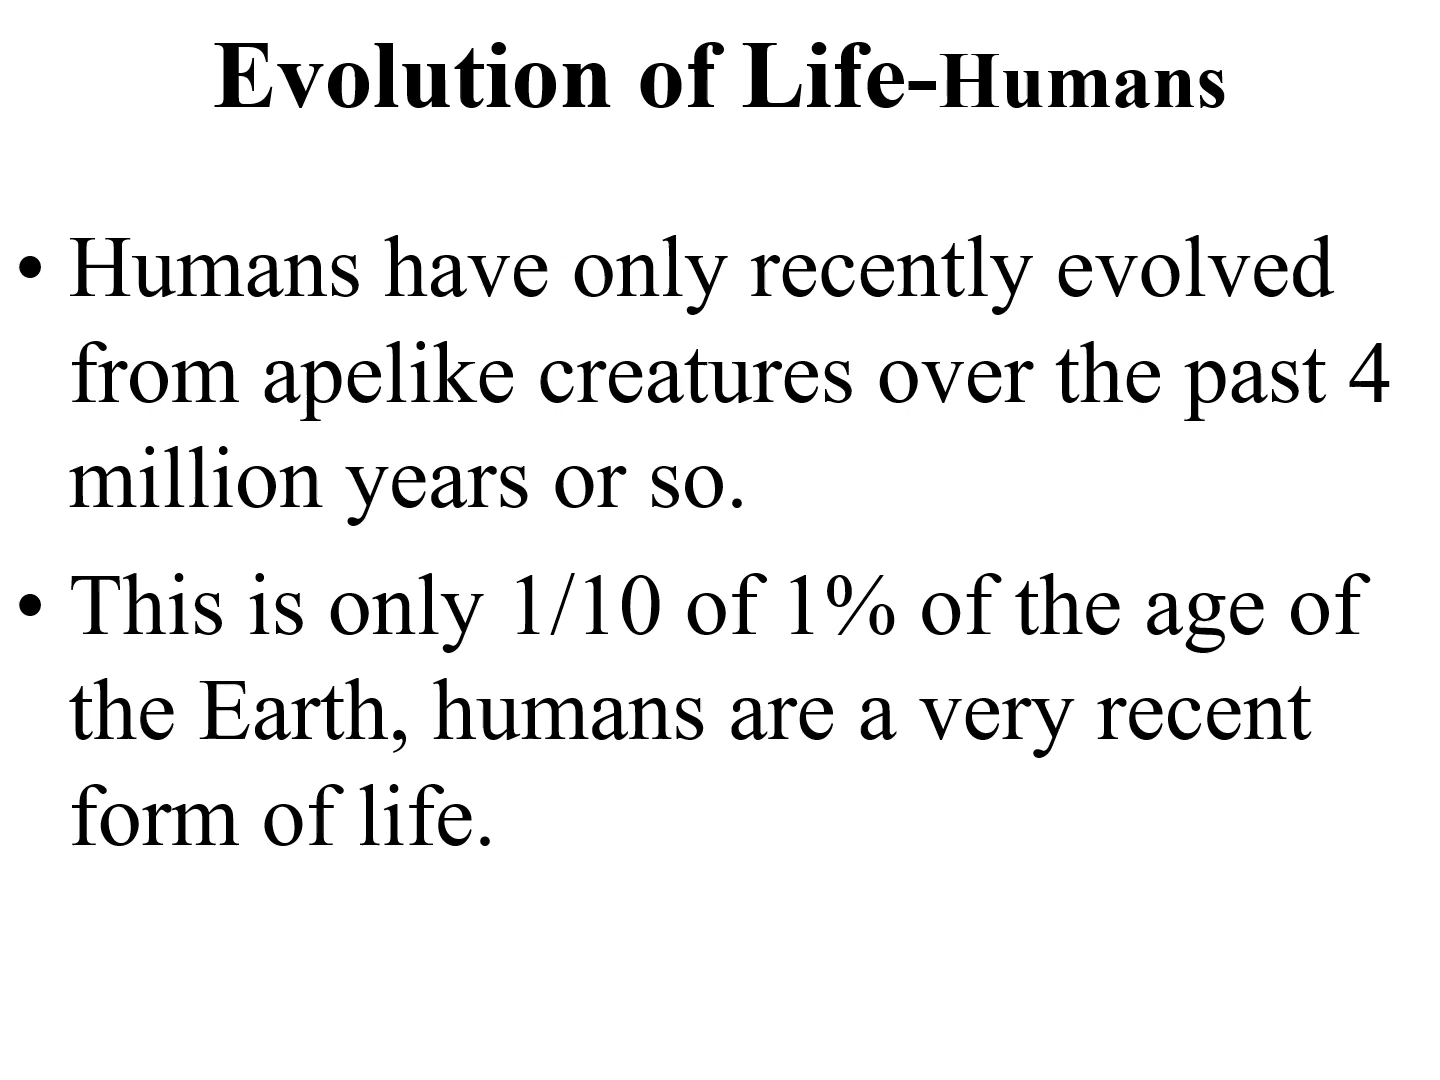 Evolution of Life-Humans
• Humans have only recently evolved
from apelike creatures over the past 4
million years or so.
• This is only 1/10 of 1% of the age of
the Earth, humans are a very recent
form of life.